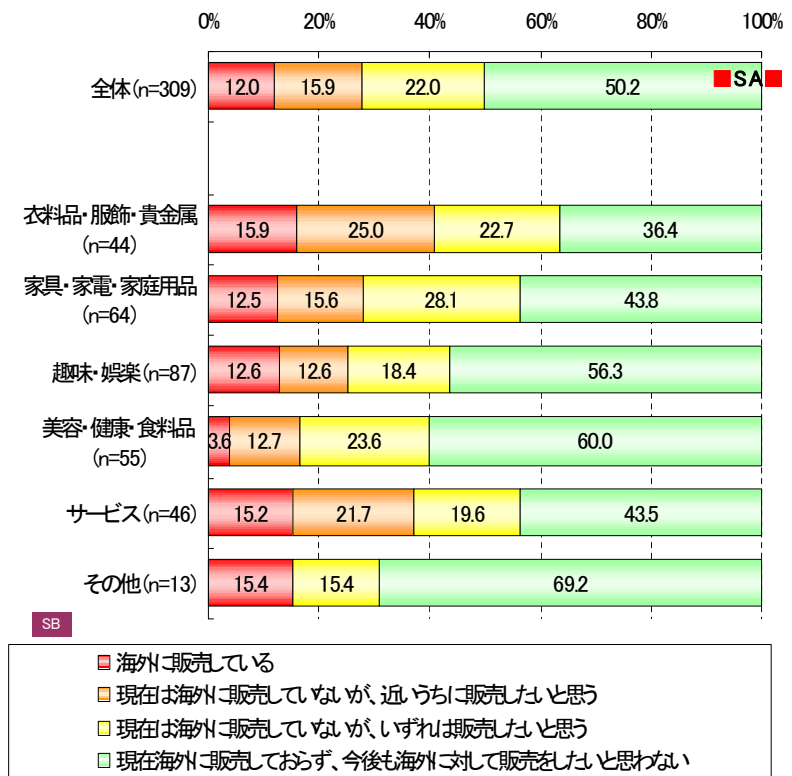 0% 20% 40% 60% 80% 100%
全体(n=309) 12.0 15.9 22.0 50.2 ■SA■
衣料品・服飾・貴金属
(n=44) 15.9 25.0 22.7 36.4
家具・家電・家庭用品
(n=64) 12.5 15.6 28.1 43.8
趣味・娯楽(n=87) 12.6 12.6 18.4 56.3
美容・健康・食料品
(n=55) 3.6 12.7 23.6 60.0
サービス(n=46) 15.2 21.7 19.6 43.5
その他(n=13) 15.4 15.4 69.2
SB
海外に販売している
現在は海外に販売していないが、近いうちに販売したいと思う
現在は海外に販売していないが、いずれは販売したいと思う
現在海外に販売しておらず、今後も海外に対して販売をしたいと思わない